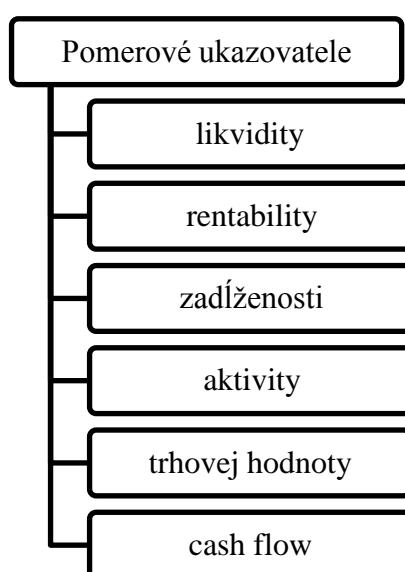 Pomerové ukazovatele
likvidity
rentability
zadĺženosti
aktivity
trhovej hodnoty
cash flow